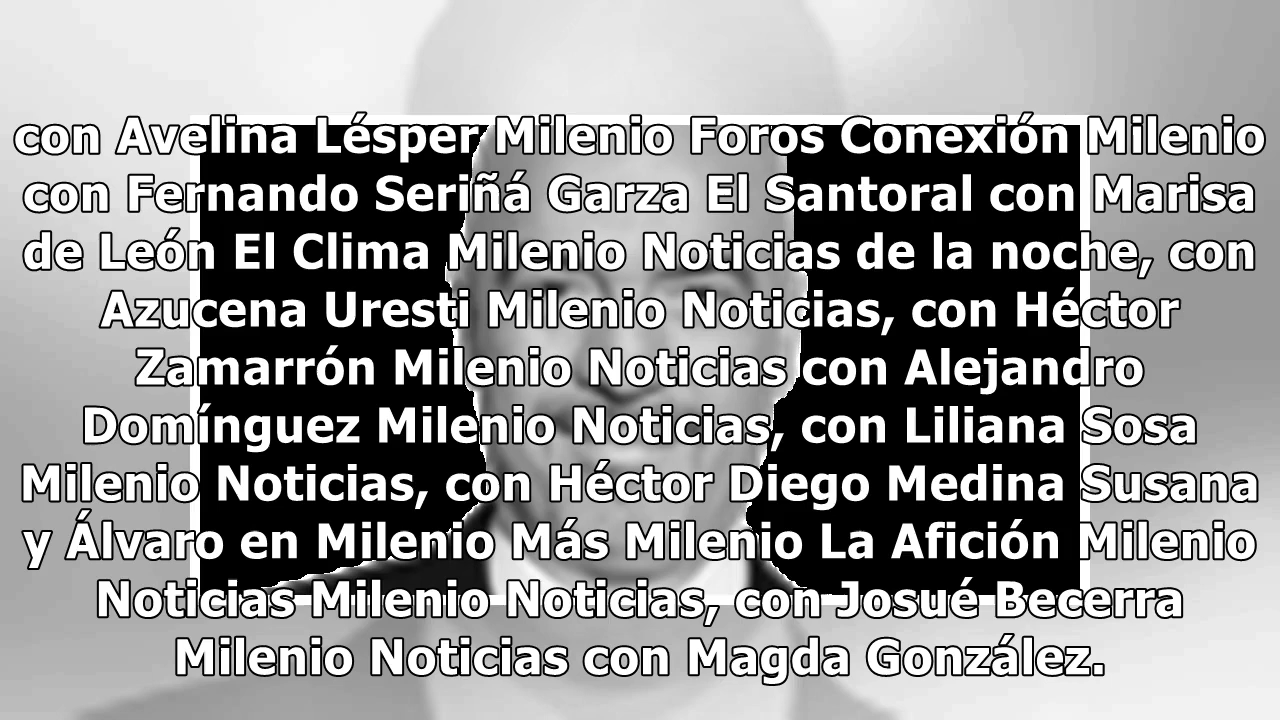 con Avelina Lésper Milenio Foros Conexión Milenio
con Fernando Seriñá Garza El Santoral con Marisa
de León El Clima Milenio Noticias de la noche, con
Azucena Uresti Milenio Noticias, con Héctor
Zamarrón Milenio Noticias con Alejandro
Domínguez Milenio Noticias, con Liliana Sosa
Milenio Noticias, con Héctor Diego Medina Susana
y Álvaro en Milenio Más Milenio La Afición Milenio
Noticias Milenio Noticias, con Josué Becerra
Milenio Noticias con Magda González.